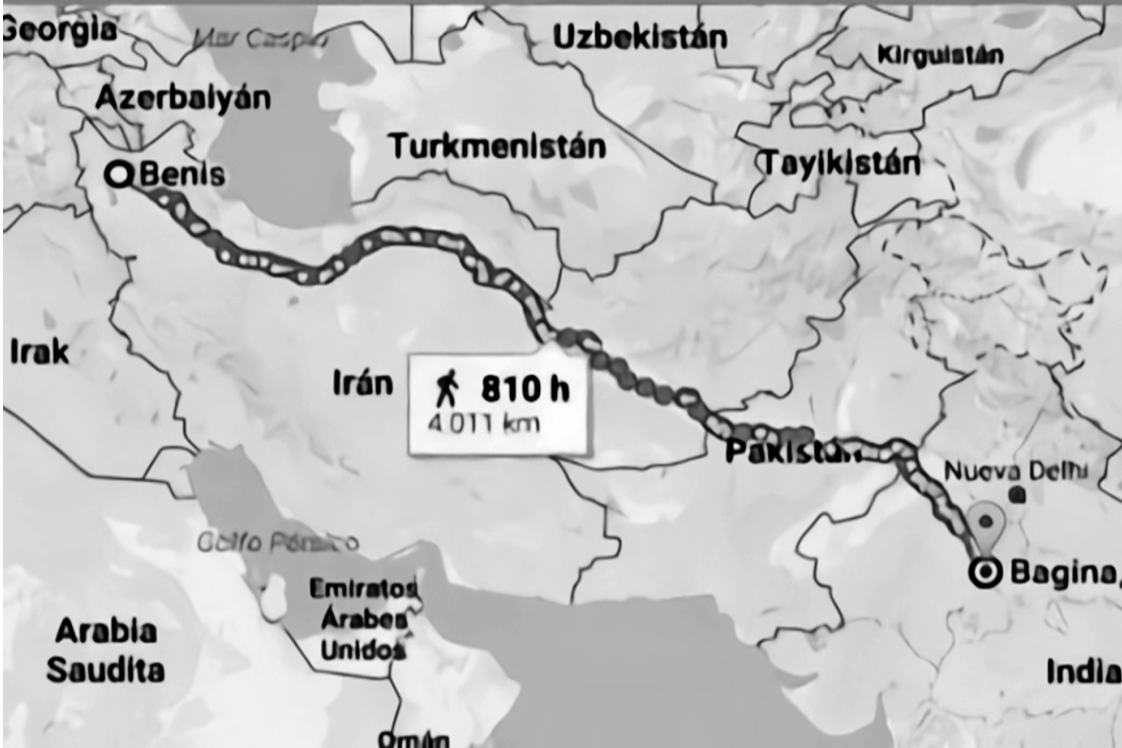 Georgia
Mar Caspio
Uzbekistán
Kirguistán
Azerbaiyán
Turkmenistán
Tayikistán
Benis
Irak
Irán
810 h
4 011 km
Pakistán
Nueva Delhi
Golfo Pérsico
Bagina,
Emiratos
Árabes
Unidos
Arabia
Saudita
India
Omán